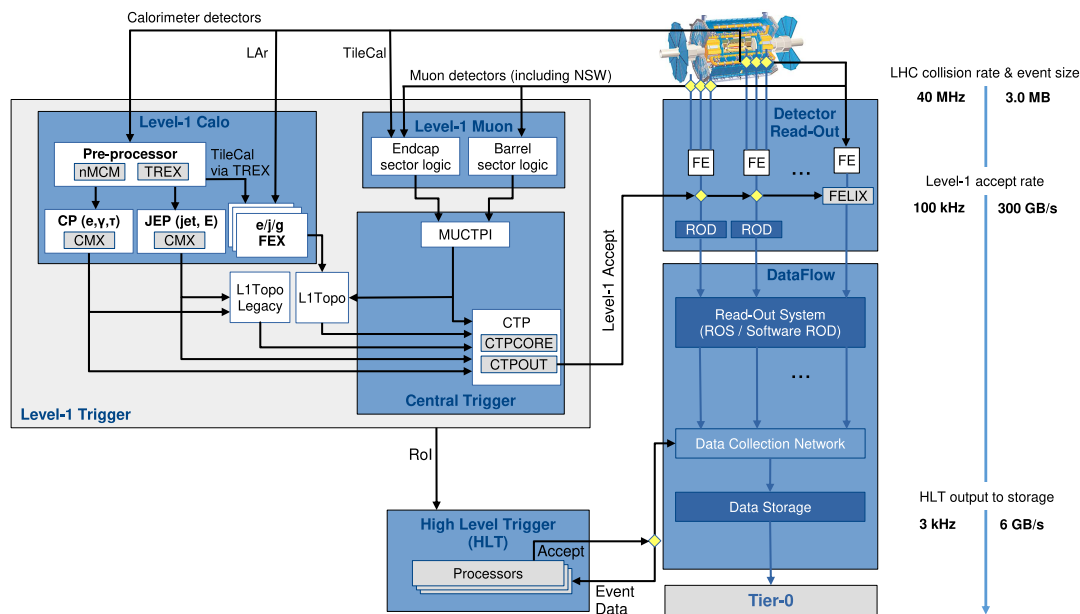 Calorimeter detectors
LAr
TileCal
Muon detectors (including NSW)
LHC collision rate & event size
40 MHz
3.0 MB
Level-1 Calo
Pre-processor
nMCM
TREX
TileCal
via TREX
CP (e,γ,τ)
CMX
JEP (jet, E)
CMX
e/j/g
FEX
Level-1 Muon
Endcap
sector logic
Barrel
sector logic
MUCTPI
L1Topo
Legacy
L1Topo
CTP
CTPCORE
CTPOUT
Central Trigger
Level-1 Trigger
Level-1 Accept
Detector
Read-Out
FE
FE
...
FE
FELIX
ROD
ROD
Level-1 accept rate
100 kHz
300 GB/s
DataFlow
Read-Out System
(ROS / Software ROD)
...
Data Collection Network
Data Storage
RoI
High Level Trigger
(HLT)
Accept
Processors
Event
Data
HLT output to storage
3 kHz
6 GB/s
Tier-0